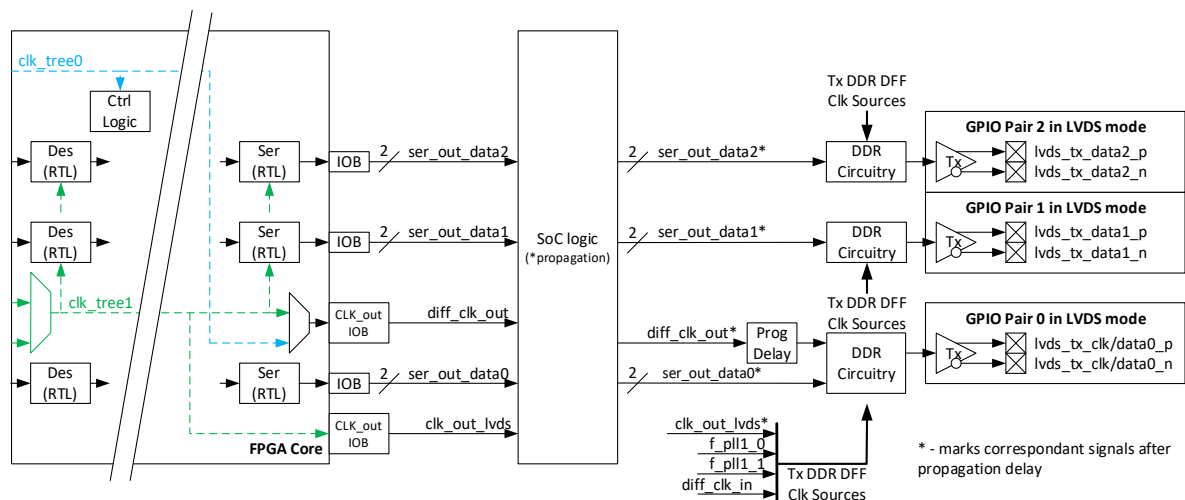 clk_tree0
Ctrl
Logic
Tx DDR DFF
Clk Sources
Des
(RTL)
Ser
(RTL)
IOB
2
ser_out_data2
2
ser_out_data2*
DDR
Circuitry
GPIO Pair 2 in LVDS mode
Tx
lvds_tx_data2_p
lvds_tx_data2_n
Des
(RTL)
Ser
(RTL)
IOB
2
ser_out_data1
SoC logic
(*propagation)
2
ser_out_data1*
DDR
Circuitry
GPIO Pair 1 in LVDS mode
Tx
lvds_tx_data1_p
lvds_tx_data1_n
clk_tree1
CLK_out
IOB
diff_clk_out
diff_clk_out*
Prog
Delay
Tx DDR DFF
Clk Sources
DDR
Circuitry
GPIO Pair 0 in LVDS mode
Tx
lvds_tx_clk/data0_p
lvds_tx_clk/data0_n
Des
(RTL)
Ser
(RTL)
IOB
2
ser_out_data0
2
ser_out_data0*
CLK_out
IOB
clk_out_lvds
FPGA Core
clk_out_lvds*
f_pll1_0
f_pll1_1
diff_clk_in
Tx DDR DFF
Clk Sources
* - marks correspondant signals after
propagation delay